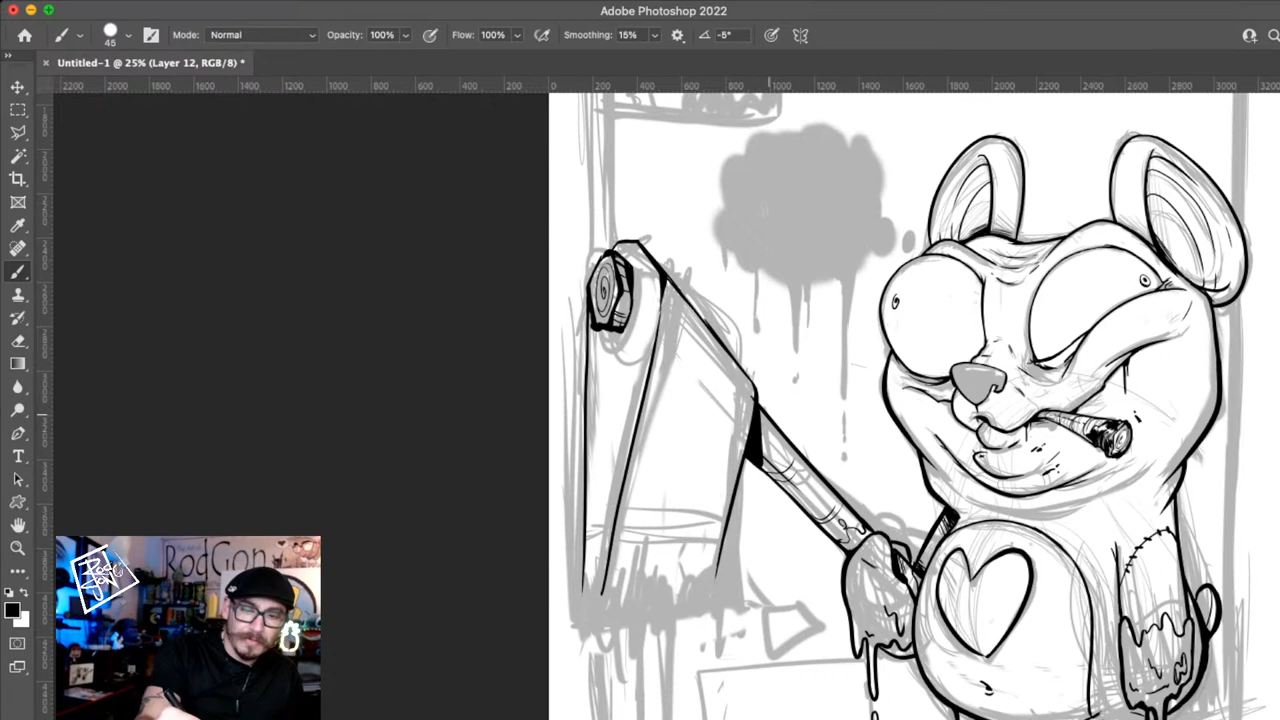 Adobe Photoshop 2022
45
Mode: Normal
Opacity: 100%
Flow: 100%
Smoothing: 15%
-5°
Untitled-1 @ 25% (Layer 12, RGB/8) *
2200 2000 1800 1600 1400 1200 1000 800 600 400 200 0 200 400 600 800 1000 1200 1400 1600 1800 2000 2200 2400 2600 2800 3000 3200
RodGon